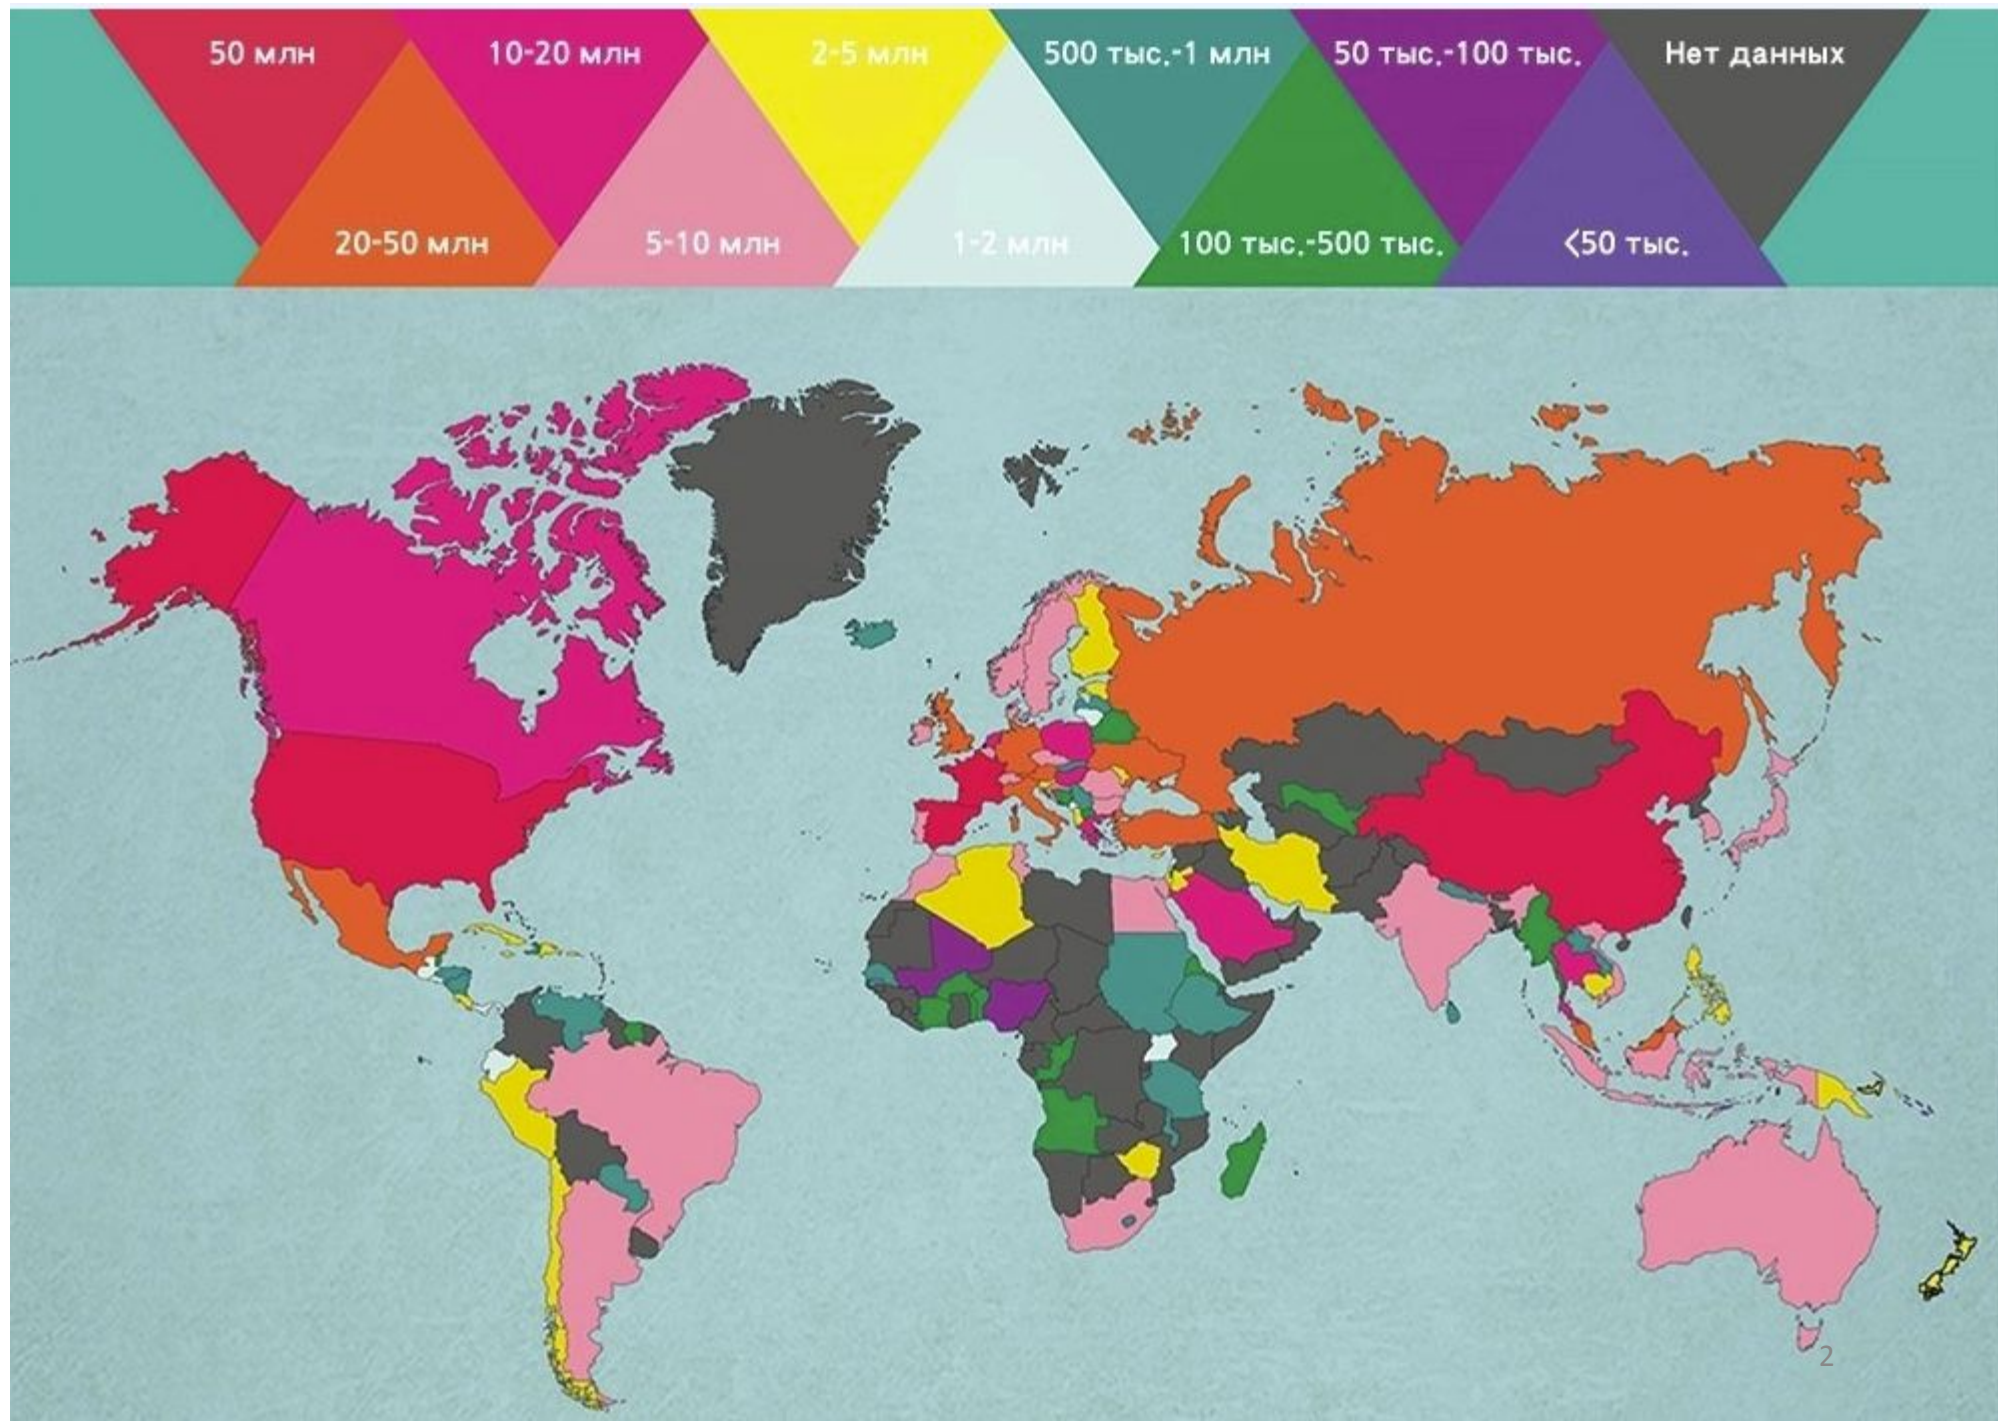 50 млн
10-20 млн
2-5 млн
500 тыс.-1 млн
50 тыс.-100 тыс.
Нет данных
20-50 млн
5-10 млн
1-2 млн
100 тыс.-500 тыс.
<50 тыс.
2